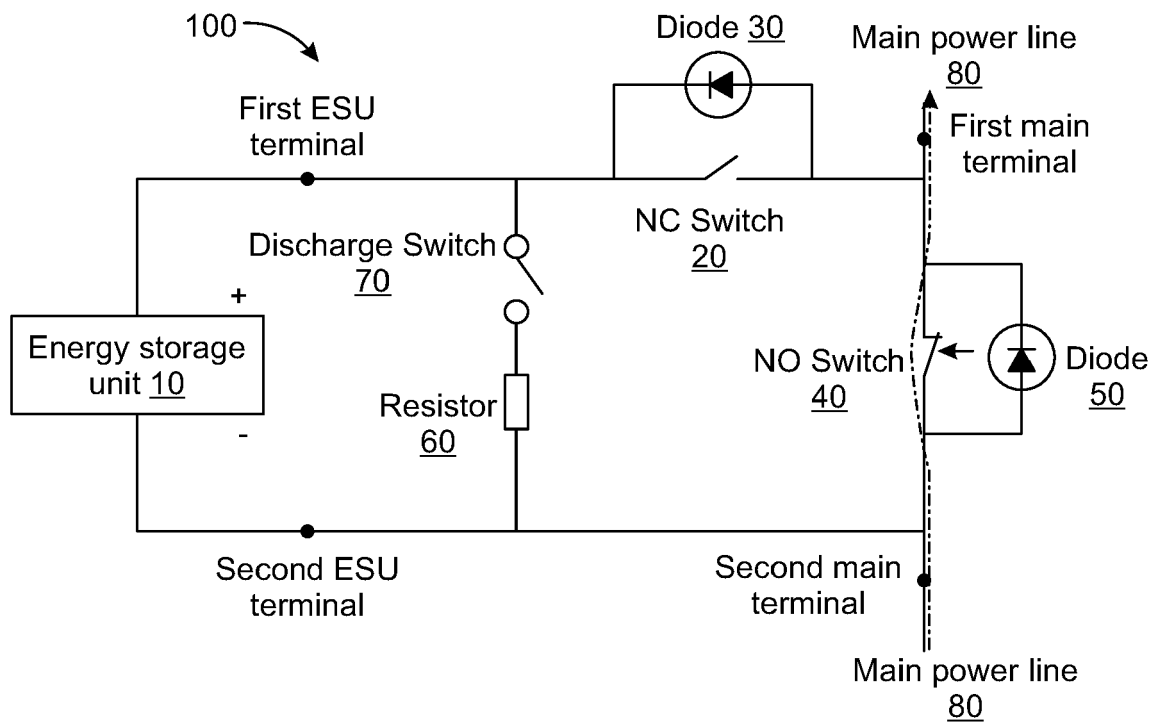 100
Diode 30
Main power line
80
First ESU
terminal
First main
terminal
NC Switch
20
Discharge Switch
70
+
Energy storage
unit 10
-
NO Switch
40
Diode
50
Resistor
60
Second ESU
terminal
Second main
terminal
Main power line
80